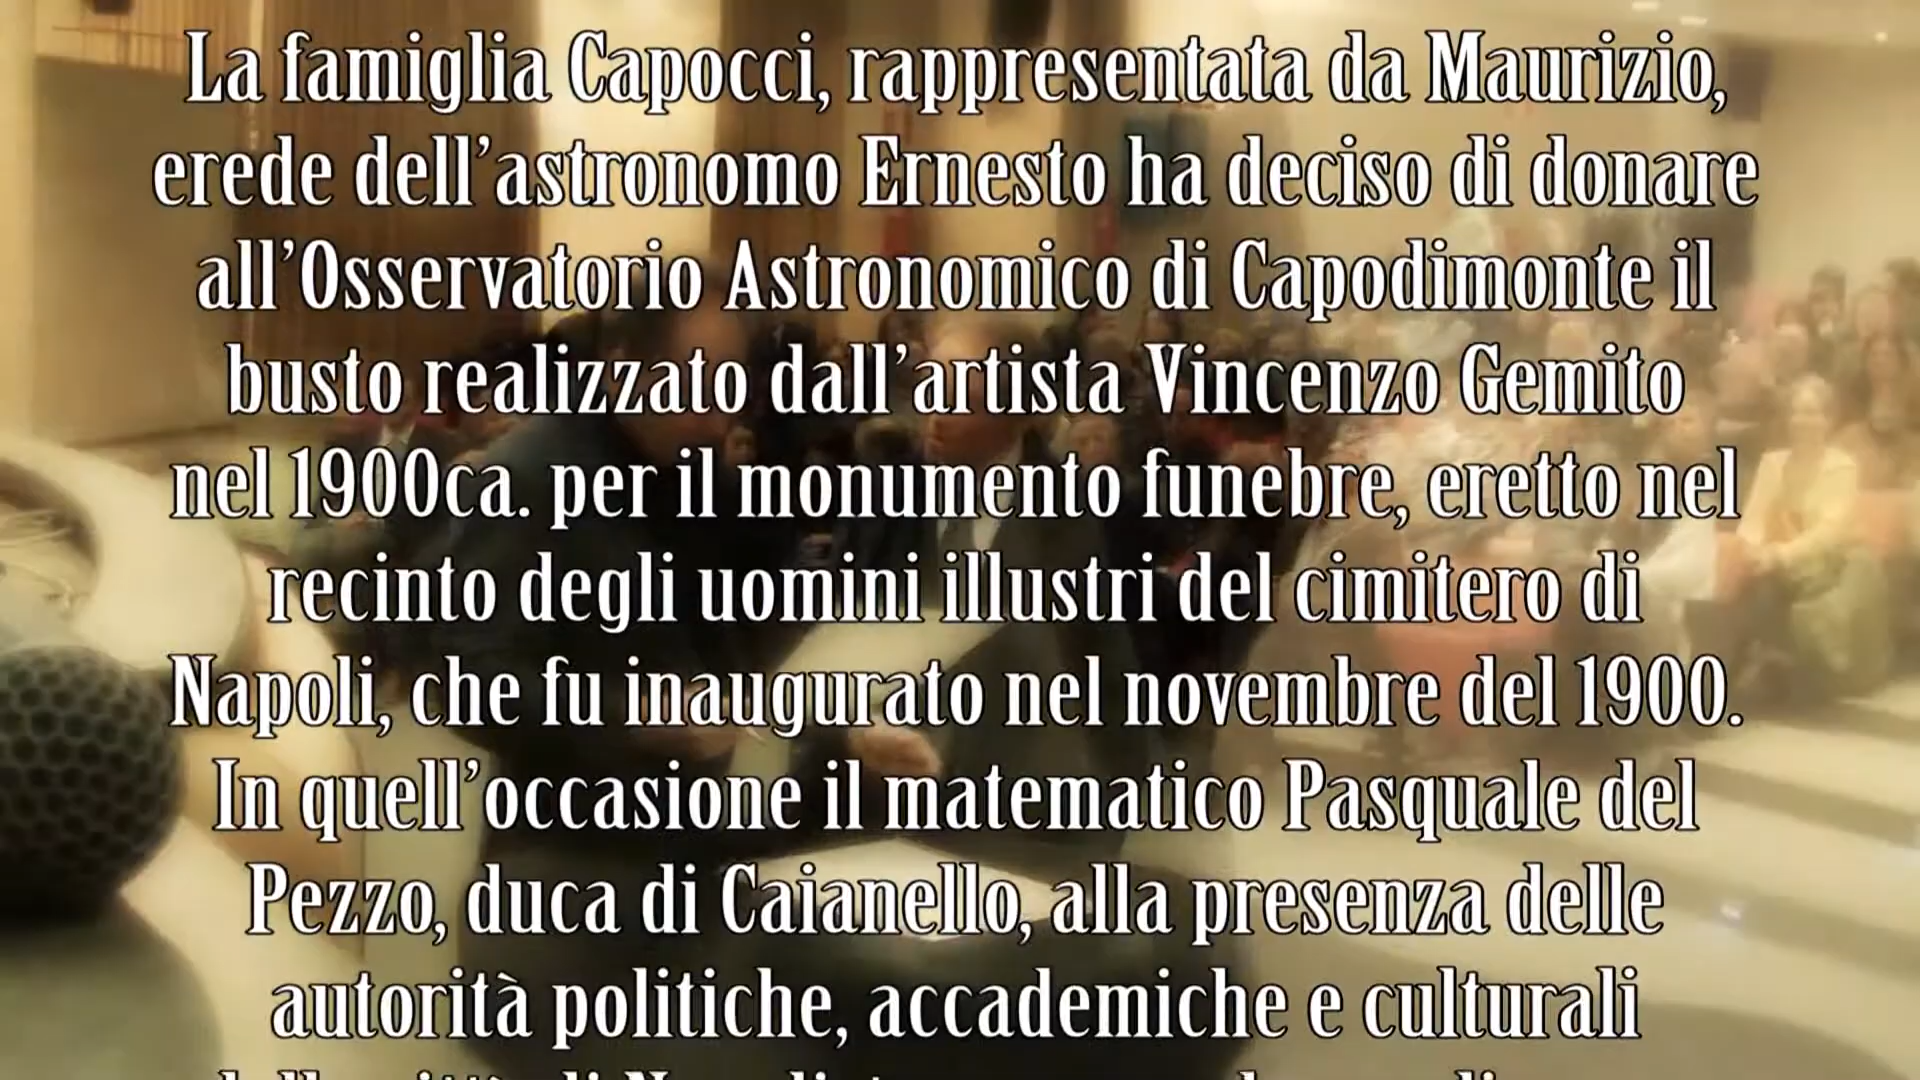 La famiglia Capocci, rappresentata da Maurizio,
erede dell’astronomo Ernesto ha deciso di donare
all’Osservatorio Astronomico di Capodimonte il
busto realizzato dall’artista Vincenzo Gemito
nel 1900ca. per il monumento funebre, eretto nel
recinto degli uomini illustri del cimitero di
Napoli, che fu inaugurato nel novembre del 1900.
In quell’occasione il matematico Pasquale del
Pezzo, duca di Caianello, alla presenza delle
autorità politiche, accademiche e culturali